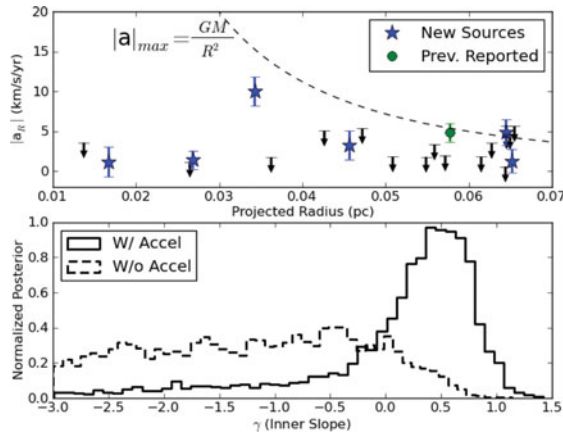 20
15
10
5
0
|a_R| (km/s/yr)
|a|_max = GM/R²
New Sources
Prev. Reported
0.01 0.02 0.03 0.04 0.05 0.06 0.07
Projected Radius (pc)
1.0
0.8
0.6
0.4
0.2
0.0
Normalized Posterior
W/ Accel
W/o Accel
−3.0 −2.5 −2.0 −1.5 −1.0 −0.5 0.0 0.5 1.0 1.5
γ (Inner Slope)